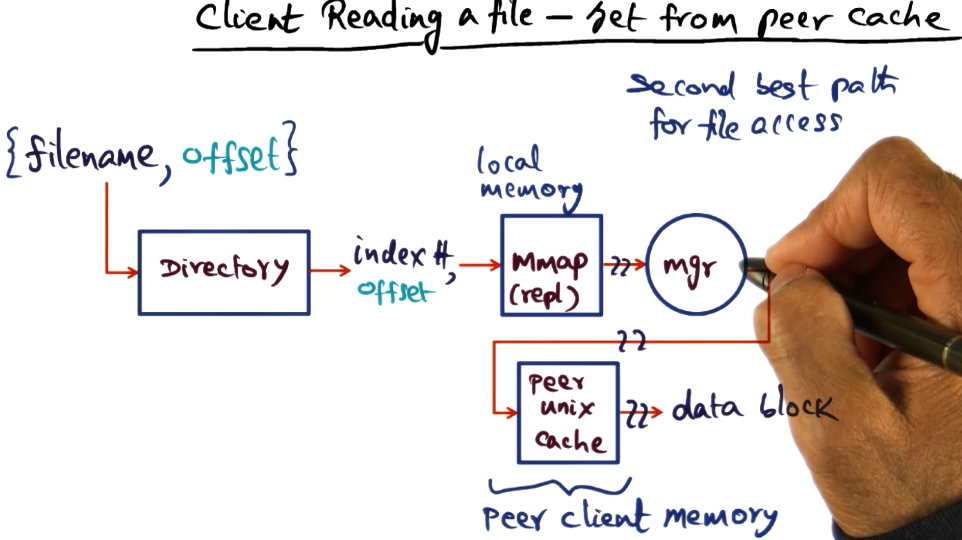 Client Reading a file – get from peer cache
second best path
for file access
{filename, offset}
local
memory
Directory
index #,
offset
Mmap
(repl)
mgr
peer
unix
cache
data block
peer client memory